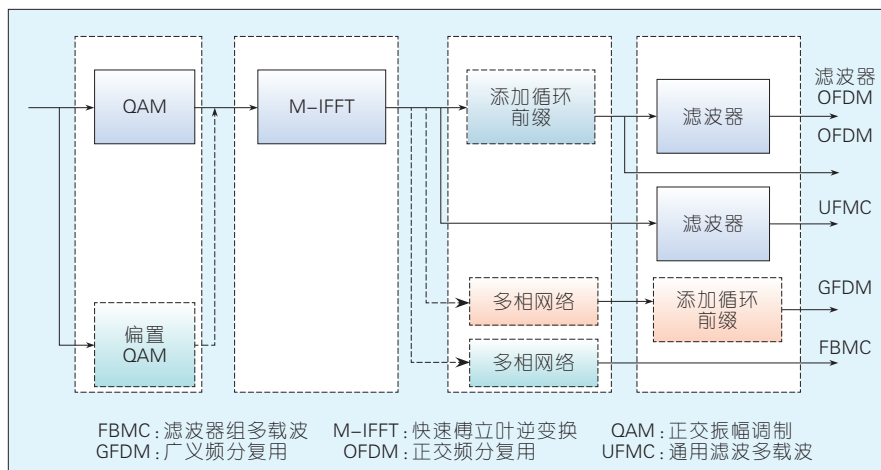 QAM
M-IFFT
添加循环
前缀
滤波器
滤波器
OFDM
OFDM
滤波器
UFMC
偏置
QAM
多相网络
添加循环
前缀
GFDM
多相网络
FBMC
FBMC:滤波器组多载波 M-IFFT:快速傅立叶逆变换 QAM:正交振幅调制
GFDM:广义频分复用 OFDM:正交频分复用 UFMC:通用滤波多载波